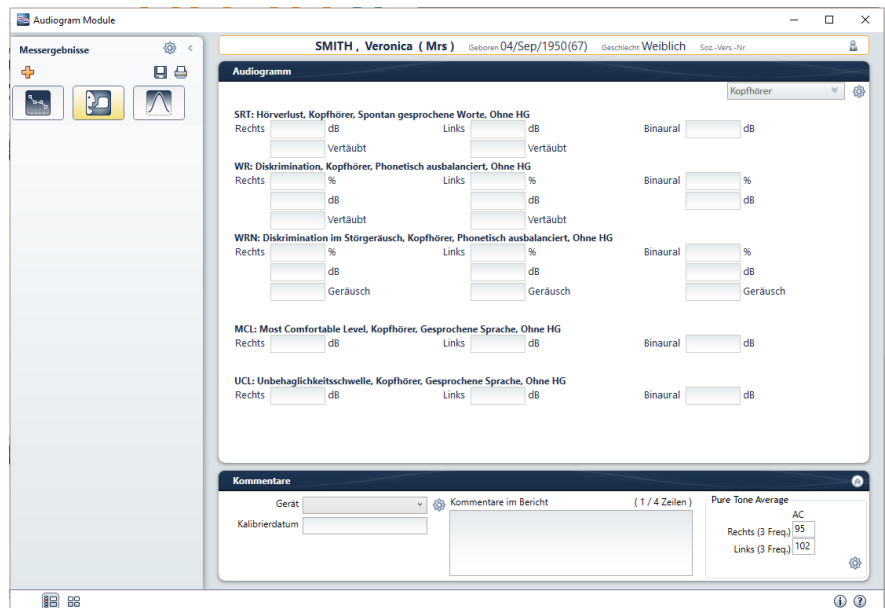 Audiogram Module
Messergebnisse
SMITH , Veronica ( Mrs ) Geboren 04/Sep/1950(67) Geschlecht Weiblich Soz.-Vers.-Nr.
Audiogramm
Kopfhörer
SRT: Hörverlust, Kopfhörer, Spontan gesprochene Worte, Ohne HG
Rechts dB Links dB Binaural dB
Vertäubt Vertäubt
WR: Diskrimination, Kopfhörer, Phonetisch ausbalanciert, Ohne HG
Rechts % Links % Binaural %
dB dB dB
Vertäubt Vertäubt
WRN: Diskrimination im Störgeräusch, Kopfhörer, Phonetisch ausbalanciert, Ohne HG
Rechts % Links % Binaural %
dB dB dB
Geräusch Geräusch Geräusch
MCL: Most Comfortable Level, Kopfhörer, Gesprochene Sprache, Ohne HG
Rechts dB Links dB Binaural dB
UCL: Unbehaglichkeitsschwelle, Kopfhörer, Gesprochene Sprache, Ohne HG
Rechts dB Links dB Binaural dB
Kommentare
Gerät
Kalibrierdatum
Kommentare im Bericht ( 1 / 4 Zeilen )
Pure Tone Average
AC
Rechts (3 Freq.) 95
Links (3 Freq.) 102